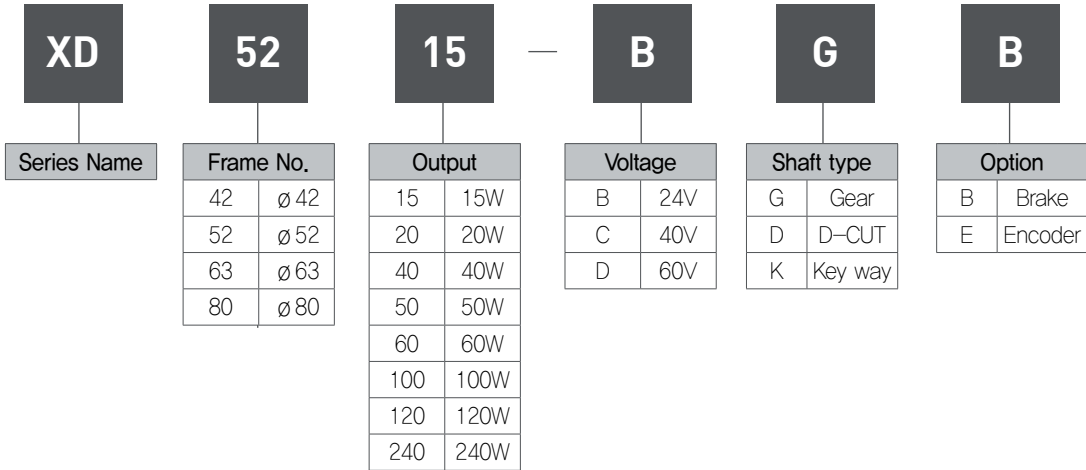 XD 52 15 — B G B
Series Name Frame No. Output Voltage Shaft type Option
42 ø42 15 15W B 24V G Gear B Brake
52 ø52 20 20W C 40V D D-CUT E Encoder
63 ø63 40 40W D 60V K Key way
80 ø80 50 50W
60 60W
100 100W
120 120W
240 240W